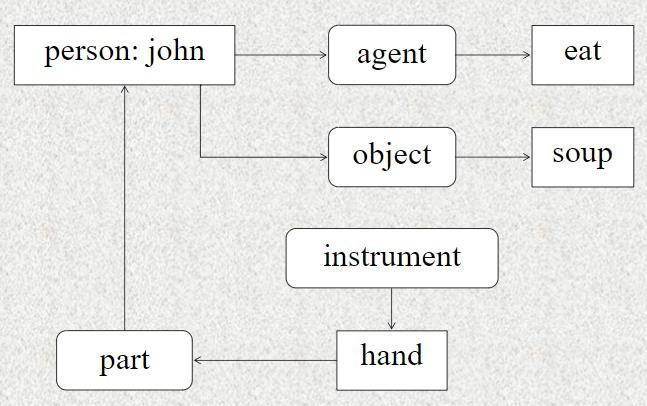 person: john
agent
eat
object
soup
instrument
part
hand